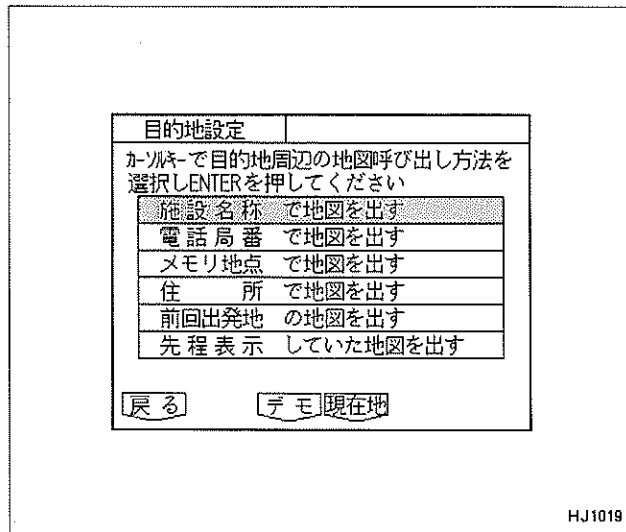 目的地設定
カーソルキーで目的地周辺の地図呼び出し方法を
選択しENTERを押してください
施設名称 で地図を出す
電話局番 で地図を出す
メモリ地点 で地図を出す
住 所 で地図を出す
前回出発地 の地図を出す
先程表示 していた地図を出す
戻る デモ 現在地
HJ1019